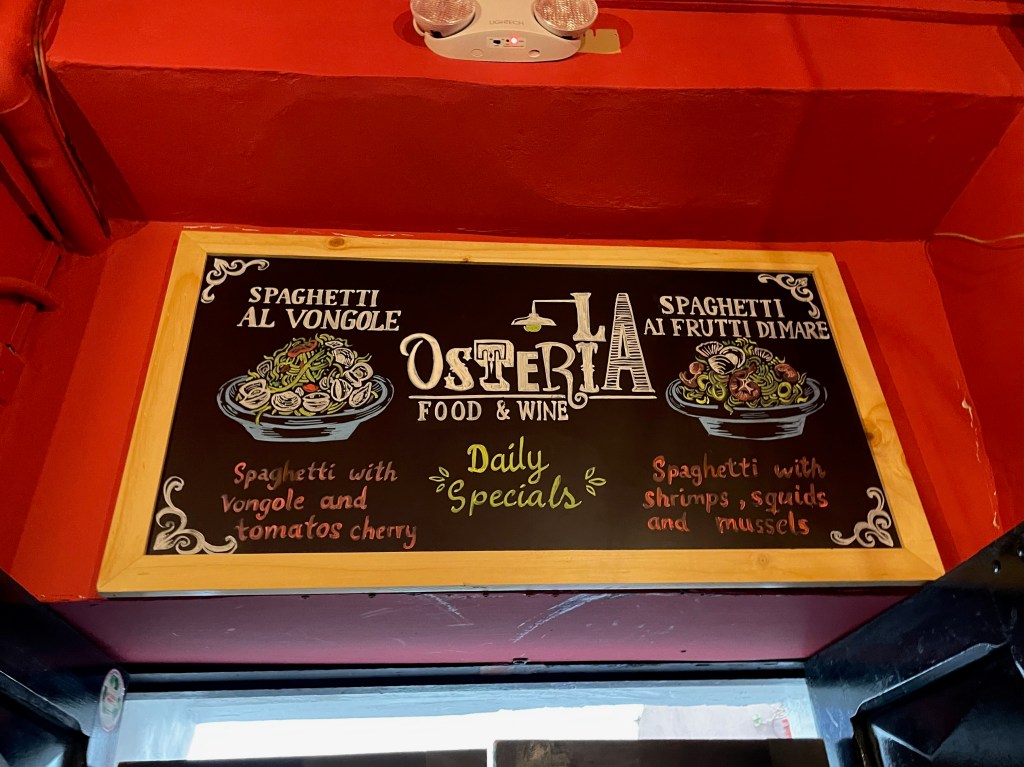 LIGHTECH
SPAGHETTI
AL VONGOLE
LA
OSTERIA
FOOD & WINE
SPAGHETTI
AI FRUTTI DI MARE
Spaghetti with
Vongole and
tomatos cherry
Daily
Specials
Spaghetti with
shrimps, squids
and mussels